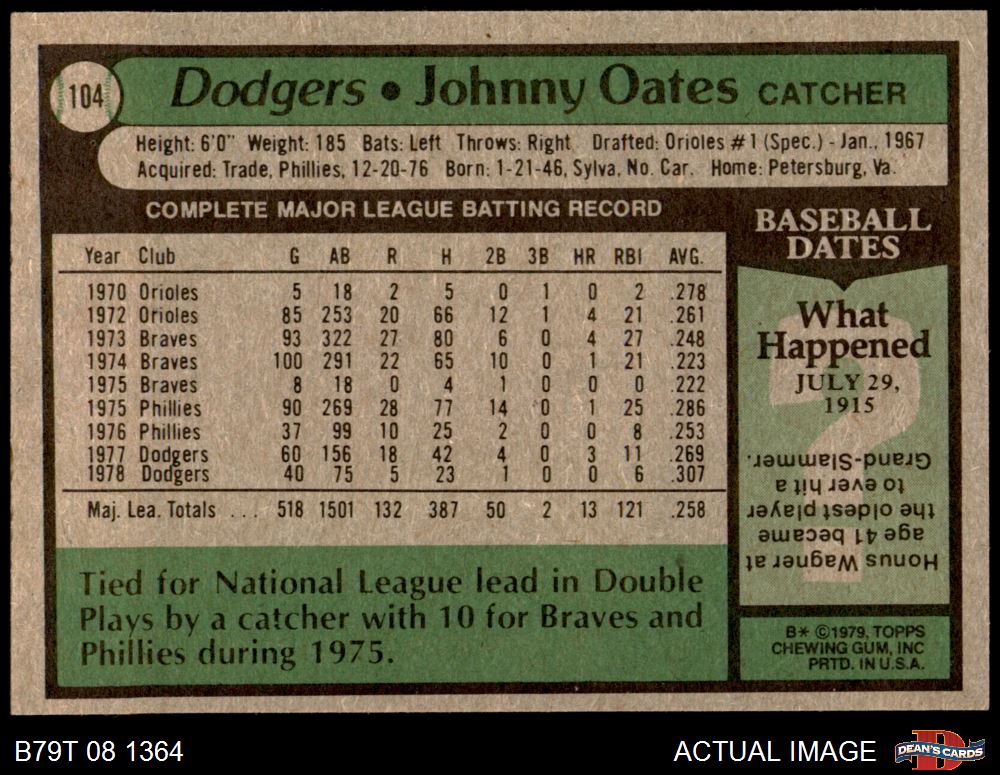 104
Dodgers • Johnny Oates CATCHER
Height: 6'0" Weight: 185 Bats: Left Throws: Right Drafted: Orioles #1 (Spec.) - Jan., 1967
Acquired: Trade, Phillies, 12-20-76 Born: 1-21-46, Sylva, No. Car. Home: Petersburg, Va.
COMPLETE MAJOR LEAGUE BATTING RECORD
Year Club G AB R H 2B 3B HR RBI AVG.
1970 Orioles 5 18 2 5 0 1 0 2 .278
1972 Orioles 85 253 20 66 12 1 4 21 .261
1973 Braves 93 322 27 80 6 0 4 27 .248
1974 Braves 100 291 22 65 10 0 1 21 .223
1975 Braves 8 18 0 4 1 0 0 0 .222
1975 Phillies 90 269 28 77 14 0 1 25 .286
1976 Phillies 37 99 10 25 2 0 0 8 .253
1977 Dodgers 60 156 18 42 4 0 3 11 .269
1978 Dodgers 40 75 5 23 1 0 0 6 .307
Maj. Lea. Totals ... 518 1501 132 387 50 2 13 121 .258
Tied for National League lead in Double
Plays by a catcher with 10 for Braves and
Phillies during 1975.
BASEBALL
DATES
What
Happened
JULY 29,
1915
Honus Wagner at
age 41 became
the oldest player
to ever hit a
Grand-Slammer.
B* ©1979, TOPPS
CHEWING GUM, INC
PRTD. IN U.S.A.
B79T 08 1364
ACTUAL IMAGE
DEAN'S CARDS